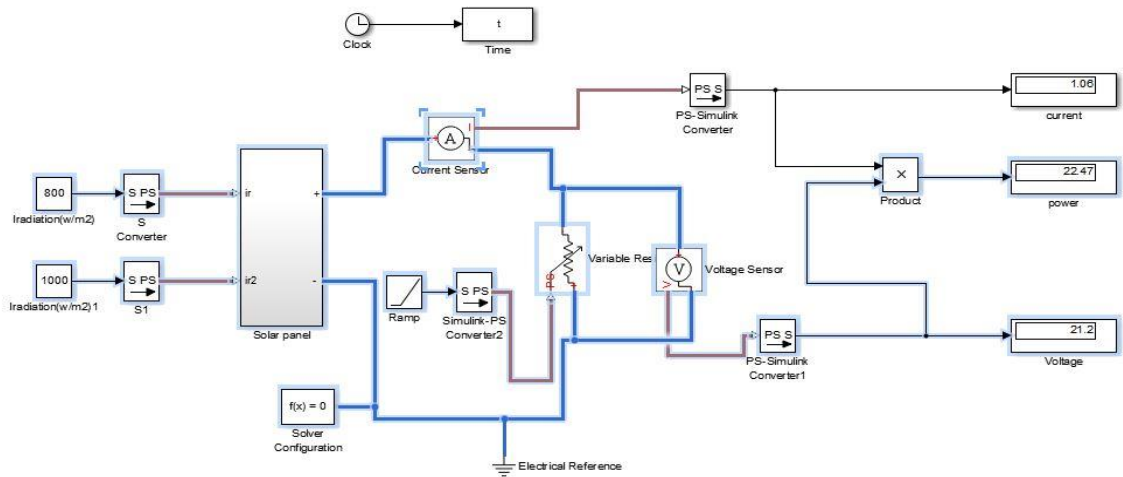 t
Clock
Time
PS S
PS-Simulink
Converter
1.06
current
A
I
Current Sensor
800
Iradiation(w/m2)
S PS
S
Converter
ir
+
ir2
-
Solar panel
1000
Iradiation(w/m2)1
S PS
S1
×
Product
22.47
power
Variable Res
PS
+
V
V
Voltage Sensor
Ramp
S PS
Simulink-PS
Converter2
PS S
PS-Simulink
Converter1
21.2
Voltage
f(x) = 0
Solver
Configuration
Electrical Reference